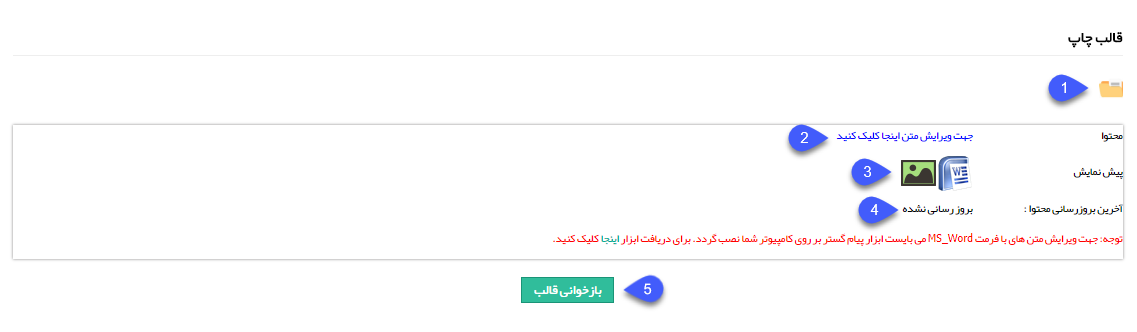 قالب چاپ
1
محتوا جهت ویرایش متن اینجا کلیک کنید 2
پیش نمایش W 3
آخرین بروزرسانی محتوا : بروز رسانی نشده 4
توجه: جهت ویرایش متن های با فرمت MS_Word می بایست ابزار پیام گستر بر روی کامپیوتر شما نصب گردد. برای دریافت ابزار اینجا کلیک کنید.
5 بازخوانی قالب